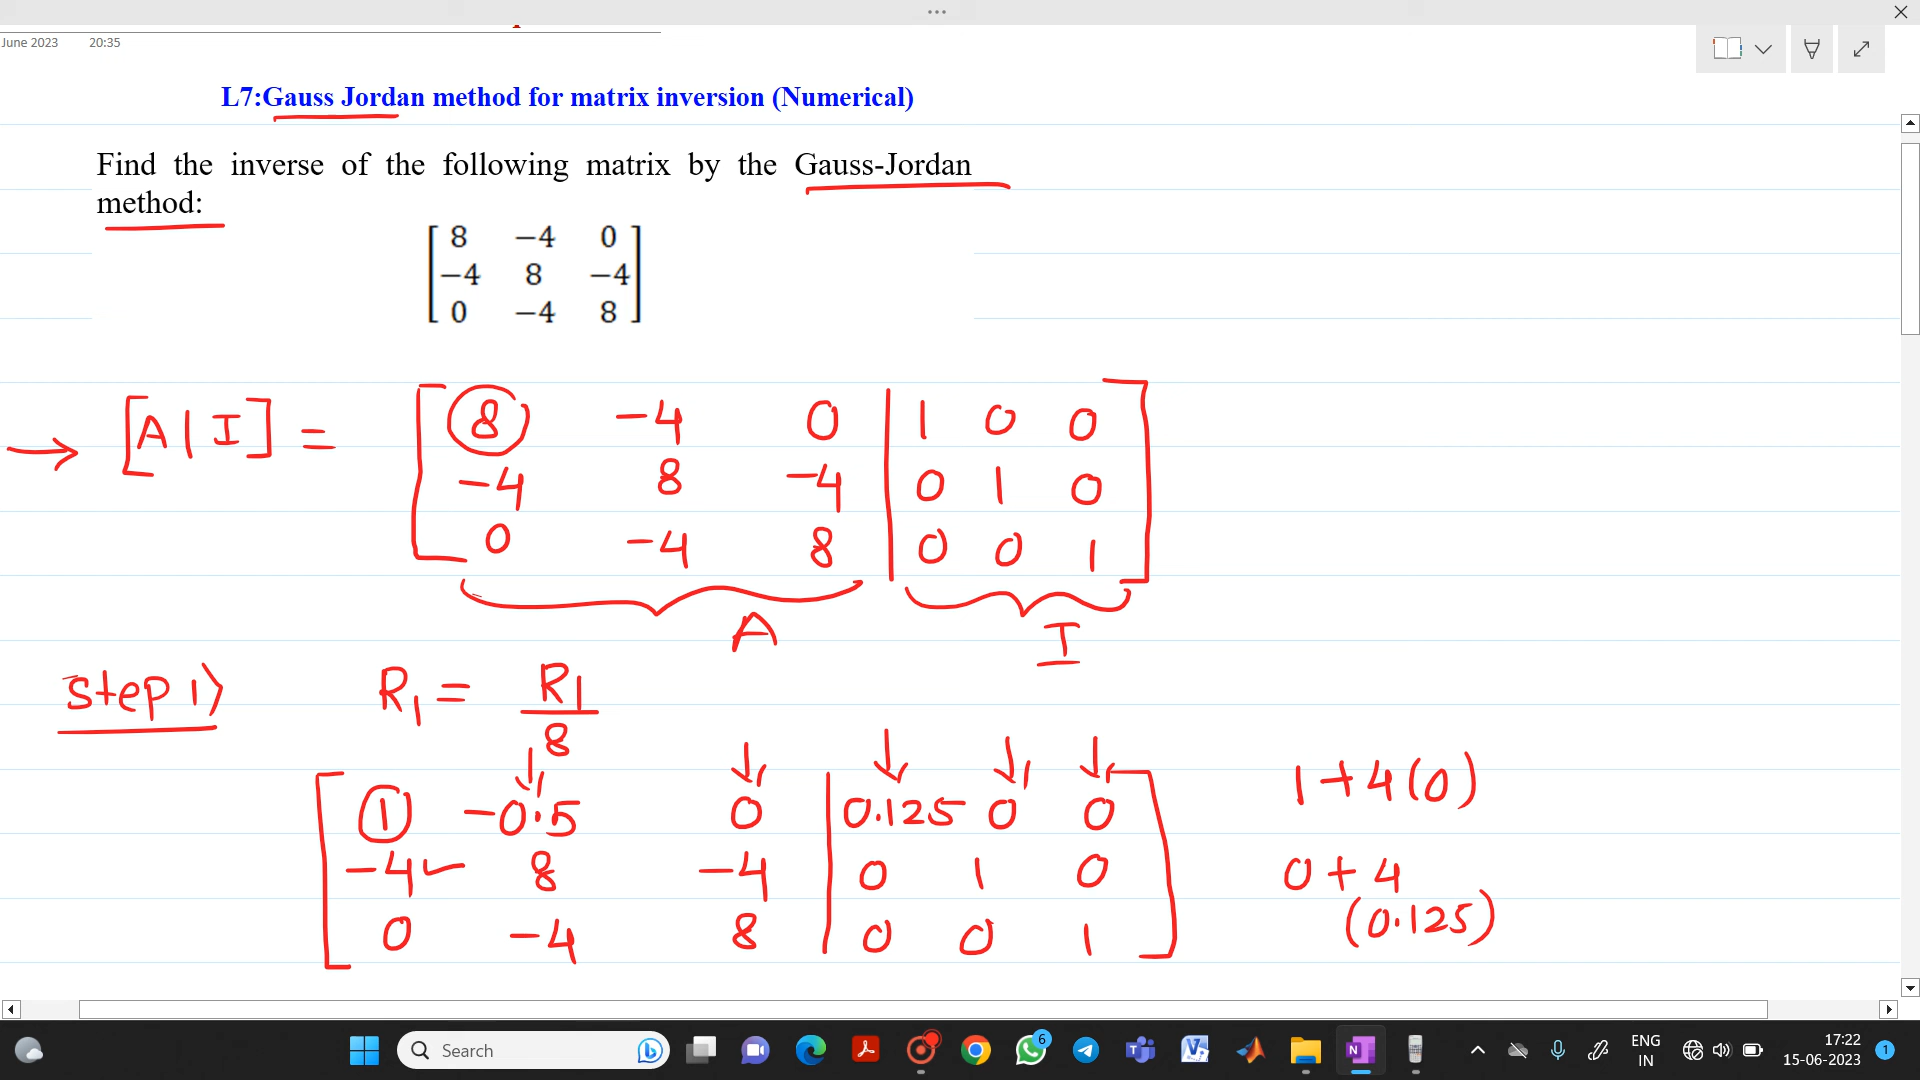 June 2023 20:35
L7:Gauss Jordan method for matrix inversion (Numerical)
Find the inverse of the following matrix by the Gauss-Jordan
method:
8 −4 0
−4 8 −4
0 −4 8
→ [A | I] =
8 −4 0 | 1 0 0
−4 8 −4 | 0 1 0
0 −4 8 | 0 0 1
A I
Step 1) R₁ = R₁/8
1 −0.5 0 | 0.125 0 0
−4 ✓ 8 −4 | 0 1 0
0 −4 8 | 0 0 1
1+4(0)
0+4
(0.125)
Search
6
ENG
IN
17:22
15-06-2023
1